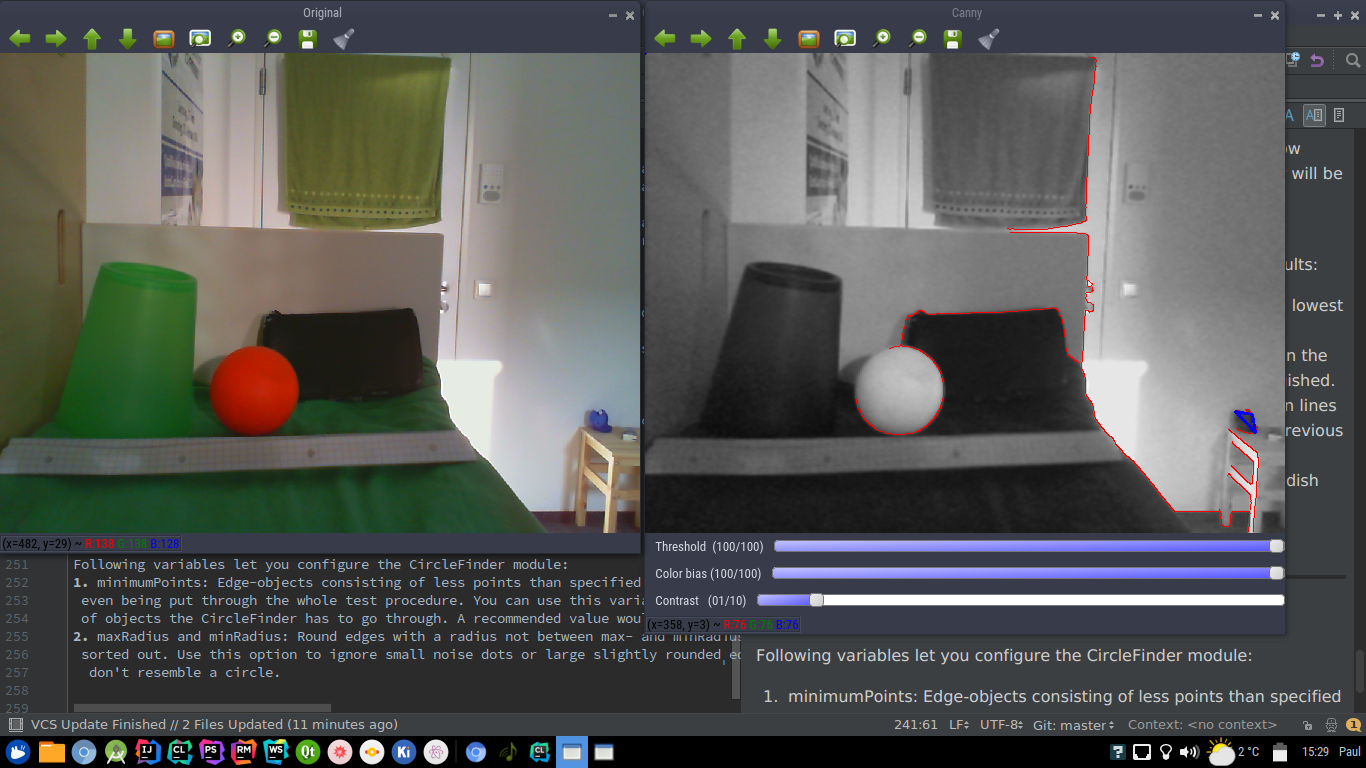 Original
Canny
(x=482, y=29) ~ R:138 G:138 B:128
Threshold (100/100)
Color bias (100/100)
Contrast (01/10)
(x=358, y=3) ~ R:76 G:76 B:76
ow
will be
ults:
lowest
n the
ished.
n lines
revious
dish
251 Following variables let you configure the CircleFinder module:
252 1. minimumPoints: Edge-objects consisting of less points than specified
253 even being put through the whole test procedure. You can use this varia
254 of objects the CircleFinder has to go through. A recommended value wou
255 2. maxRadius and minRadius: Round edges with a radius not between max- and minRadius
256 sorted out. Use this option to ignore small noise dots or large slightly rounded ed
257 don't resemble a circle.
258
259
Following variables let you configure the CircleFinder module:
1. minimumPoints: Edge-objects consisting of less points than specified
VCS Update Finished // 2 Files Updated (11 minutes ago)
241:61 LF UTF-8 Git: master Context: <no context> 1
IJ CL PS RM WS Qt Ki CL
? 2 °C 15:29 Paul